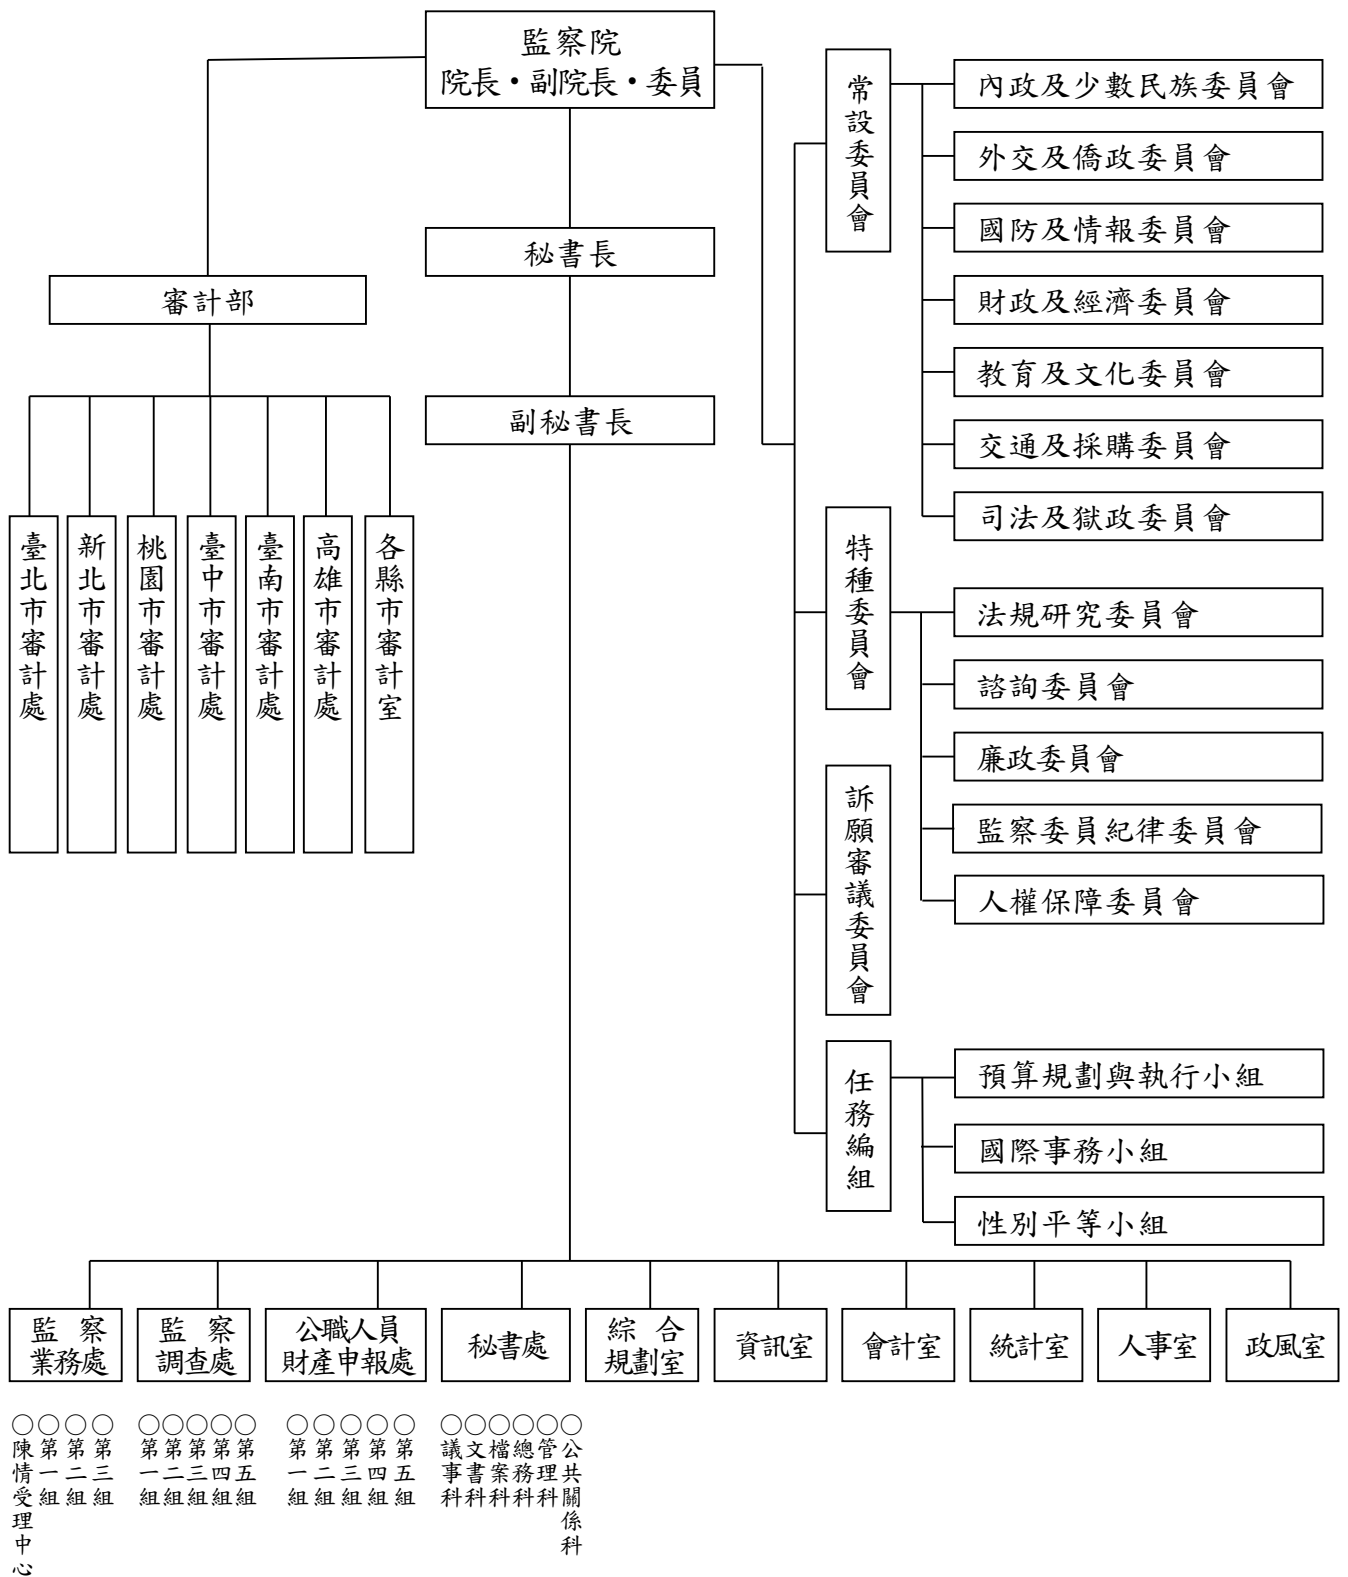 監察院
院長・副院長・委員
秘書長
副秘書長
審計部
臺北市審計處
新北市審計處
桃園市審計處
臺中市審計處
臺南市審計處
高雄市審計處
各縣市審計室
常設委員會
內政及少數民族委員會
外交及僑政委員會
國防及情報委員會
財政及經濟委員會
教育及文化委員會
交通及採購委員會
司法及獄政委員會
特種委員會
法規研究委員會
諮詢委員會
廉政委員會
監察委員紀律委員會
人權保障委員會
訴願審議委員會
任務編組
預算規劃與執行小組
國際事務小組
性別平等小組
監察
業務處
監察
調查處
公職人員
財產申報處
秘書處
綜合
規劃室
資訊室
會計室
統計室
人事室
政風室
○陳情受理中心
○第一組
○第二組
○第三組
○第一組
○第二組
○第三組
○第四組
○第五組
○第一組
○第二組
○第三組
○第四組
○第五組
○議事科
○文書科
○檔案科
○總務科
○管理科
○公共關係科